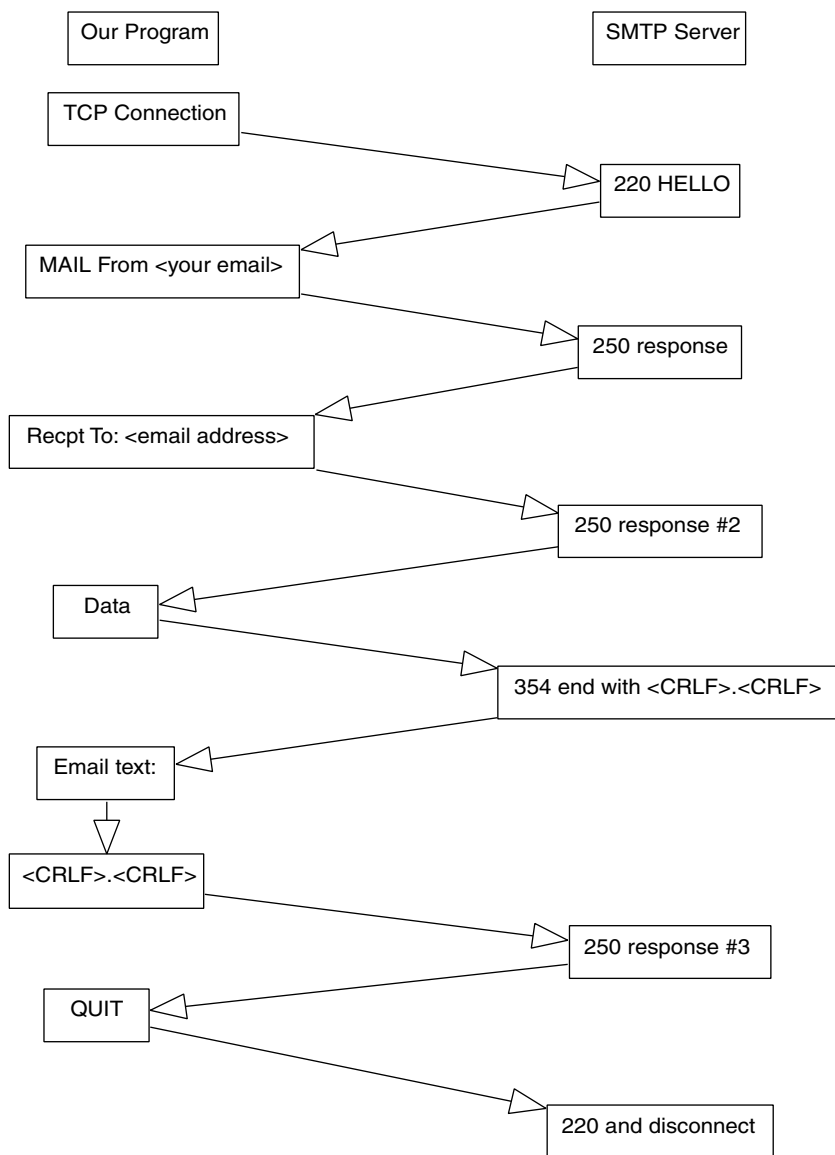 Our Program
SMTP Server
TCP Connection
220 HELLO
MAIL From <your email>
250 response
Recpt To: <email address>
250 response #2
Data
354 end with <CRLF>.<CRLF>
Email text:
<CRLF>.<CRLF>
250 response #3
QUIT
220 and disconnect